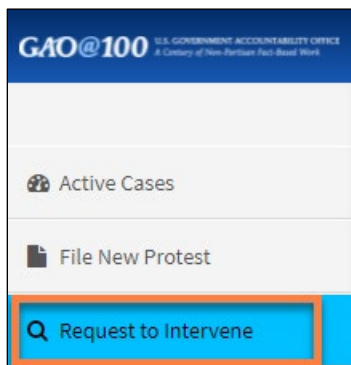 GAO@100 U.S. GOVERNMENT ACCOUNTABILITY OFFICE
A Century of Non-Partisan Fact-Based Work
Active Cases
File New Protest
Request to Intervene